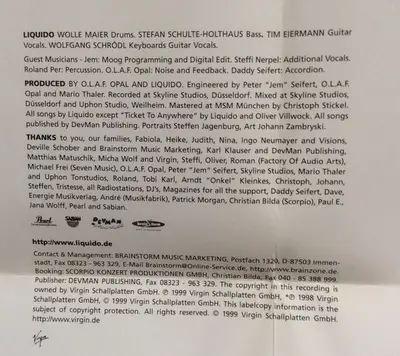 LIQUIDO WOLLE MAIER Drums. STEFAN SCHULTE-HOLTHAUS Bass. TIM EIERMANN Guitar
Vocals. WOLFGANG SCHRÖDL Keyboards Guitar Vocals.
Guest Musicians - Jem: Moog Programming and Digital Edit. Steffi Nerpel: Additional Vocals.
Roland Per: Percussion. O.L.A.F. Opal: Noise and Feedback. Daddy Seifert: Accordion.
PRODUCED BY O.L.A.F. OPAL AND LIQUIDO. Engineered by Peter "Jem" Seifert, O.L.A.F.
Opal and Mario Thaler. Recorded at Skyline Studios, Düsseldorf. Mixed at Skyline Studios,
Düsseldorf and Uphon Studio, Weilheim. Mastered at MSM München by Christoph Stickel.
All songs by Liquido except "Ticket To Anywhere" by Liquido and Oliver Villwock. All songs
published by DevMan Publishing. Portraits Steffen Jagenburg, Art Johann Zambryski.
THANKS to you, our families, Fabiola, Heike, Judith, Nina, Ingo Neumayer and Visions,
Deville Schober and Brainstorm Music Marketing, Karl Klauser and DevMan Publishing,
Matthias Matuschik, Micha Wolf and Virgin, Steffi, Oliver, Roman (Factory Of Audio Arts),
Michael Frei (Seven Music), O.L.A.F. Opal, Peter "Jem" Seifert, Skyline Studios, Mario Thaler
and Uphon Tonstudios, Roland, Tobi Karl, Arndt "Onkel" Kleinkes, Christoph, Johann,
Steffen, Tristesse, all Radiostations, DJ's, Magazines for all the support, Daddy Seifert, Dave,
Energie Musikverlag, André (Musikfabrik), Patrick Morgan, Christian Bilda (Scorpio), Paul E.,
Jana Wolff, Pearl and Sabian.
Pearl SABIAN DEVMAN
http://www.liquido.de
Contact & Management: BRAINSTORM MUSIC MARKETING, Postfach 1320, D-87503 Immen-
stadt, Fax 08323 - 963 329, E-Mail Brainstorm@Online-Service.de, http://www.brainzone.de.
Booking: SCORPIO KONZERT PRODUKTIONEN GMBH, Christian Bilda, Fax 040 - 85 388 999.
Publisher: DEVMAN PUBLISHING, Fax 08323 - 963 329. The copyright in this recording is
owned by Virgin Schallplatten GmbH, ℗ 1999 Virgin Schallplatten GmbH, *℗ 1998 Virgin
Schallplatten GmbH, © 1999 Virgin Schallplatten GmbH. This labelcopy information is the
subject of copyright protection. All rights reserved. © 1999 Virgin Schallplatten GmbH.
http://www.virgin.de
Virgin